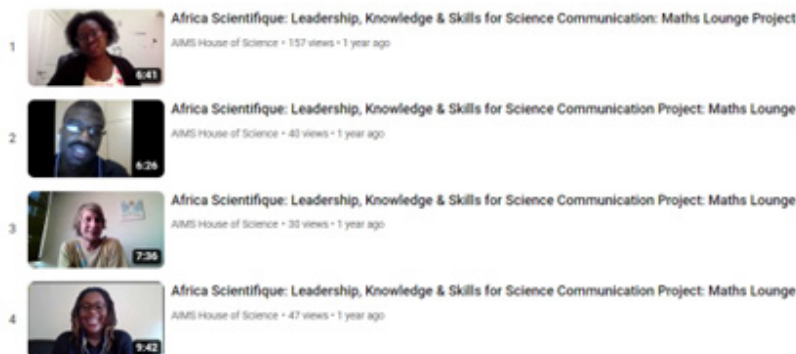 1
Africa Scientifique: Leadership, Knowledge & Skills for Science Communication: Maths Lounge Project
AIMS House of Science • 157 views • 1 year ago
6:41
2
Africa Scientifique: Leadership, Knowledge & Skills for Science Communication Project: Maths Lounge
AIMS House of Science • 40 views • 1 year ago
6:26
3
Africa Scientifique: Leadership, Knowledge & Skills for Science Communication Project: Maths Lounge
AIMS House of Science • 30 views • 1 year ago
7:36
4
Africa Scientifique: Leadership, Knowledge & Skills for Science Communication Project: Maths Lounge
AIMS House of Science • 47 views • 1 year ago
9:42